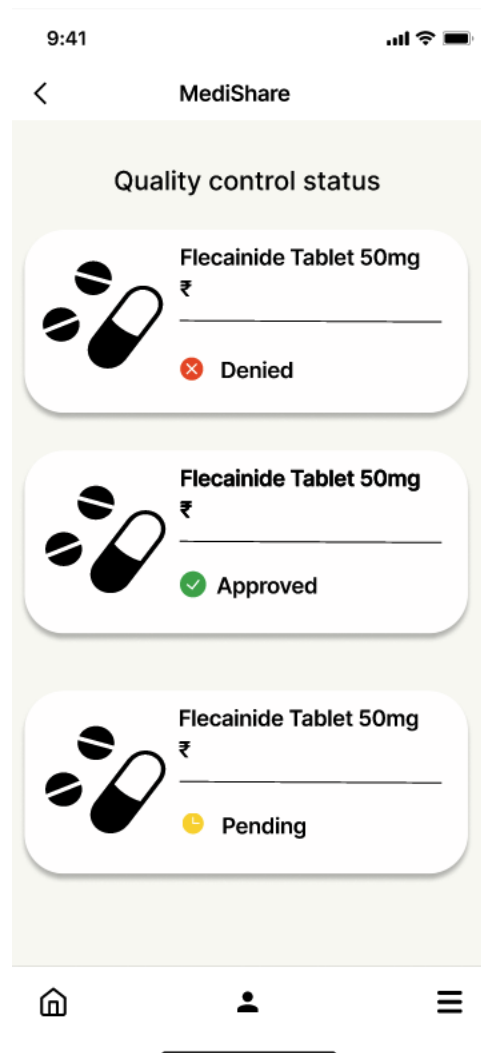 9:41
MediShare
Quality control status
Flecainide Tablet 50mg
₹
Denied
Flecainide Tablet 50mg
₹
Approved
Flecainide Tablet 50mg
₹
Pending